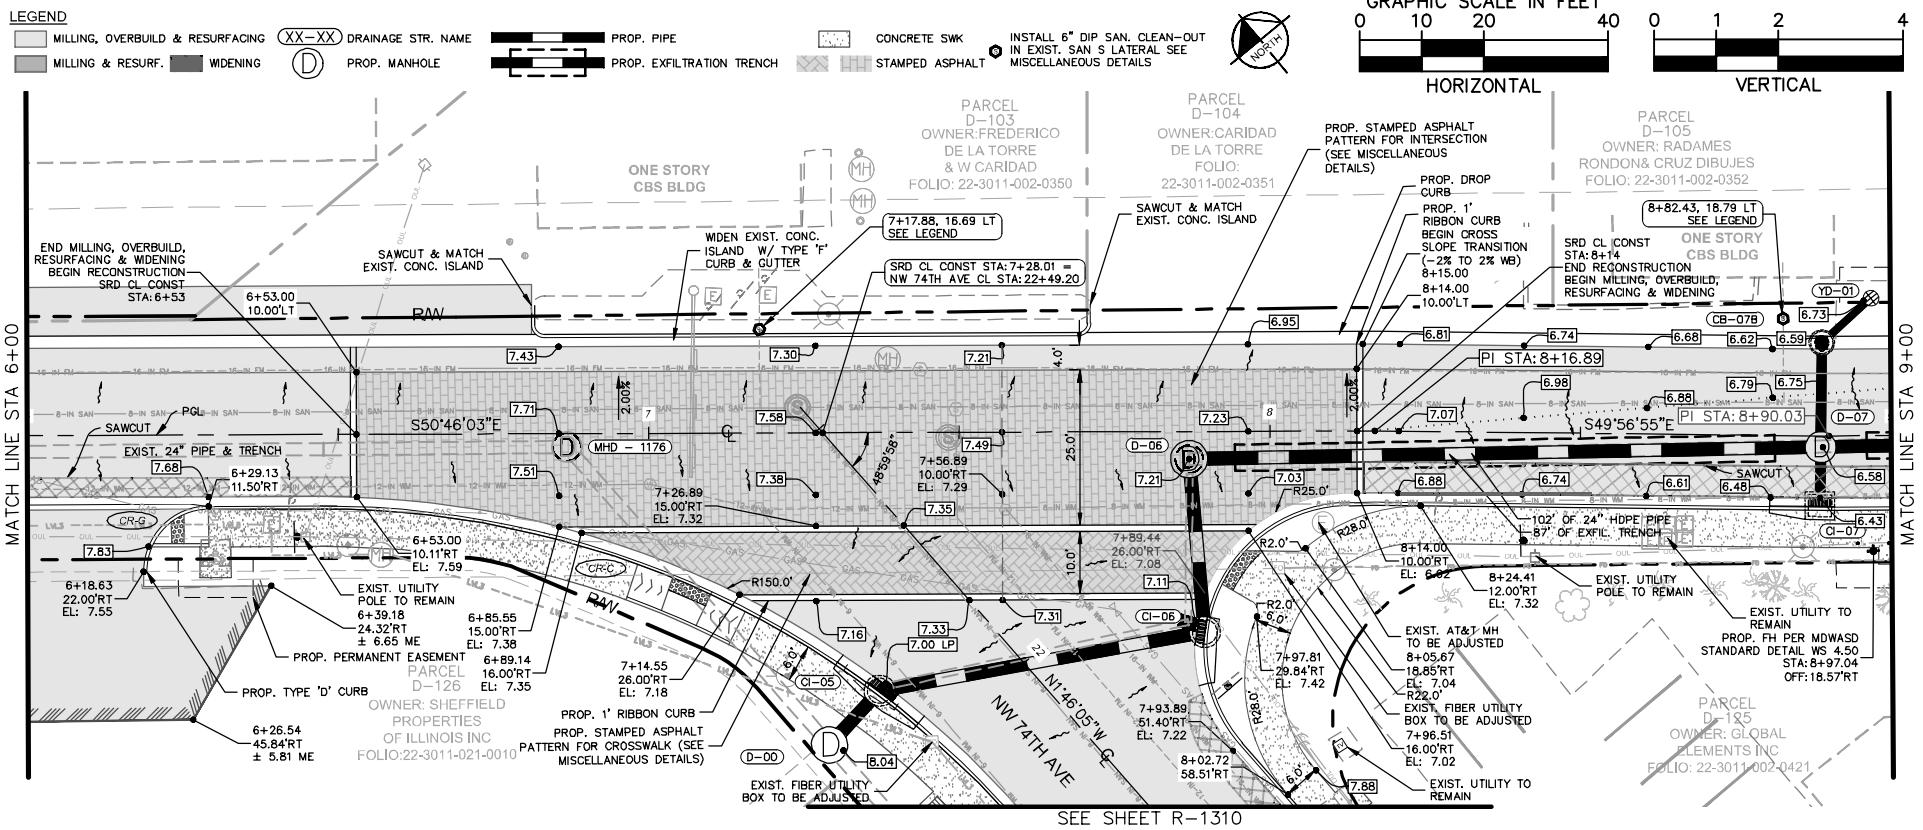 LEGEND
MILLING, OVERBUILD & RESURFACING
XX-XX DRAINAGE STR. NAME
PROP. PIPE
CONCRETE SWK
INSTALL 6" DIP SAN. CLEAN-OUT
IN EXIST. SAN S LATERAL SEE
MISCELLANEOUS DETAILS
MILLING & RESURF.
WIDENING
D PROP. MANHOLE
PROP. EXFILTRATION TRENCH
STAMPED ASPHALT
NORTH
GRAPHIC SCALE IN FEET
0 10 20 40
HORIZONTAL
0 1 2 4
VERTICAL
MATCH LINE STA 6+00
MATCH LINE STA 9+00
ONE STORY
CBS BLDG
PARCEL
D-103
OWNER:FREDERICO
DE LA TORRE
& W CARIDAD
FOLIO: 22-3011-002-0350
PARCEL
D-104
OWNER:CARIDAD
DE LA TORRE
FOLIO:
22-3011-002-0351
PROP. STAMPED ASPHALT
PATTERN FOR INTERSECTION
(SEE MISCELLANEOUS
DETAILS)
PARCEL
D-105
OWNER: RADAMES
RONDON& CRUZ DIBUJES
FOLIO: 22-3011-002-0352
MH
MH
END MILLING, OVERBUILD,
RESURFACING & WIDENING
BEGIN RECONSTRUCTION
SRD CL CONST
STA:6+53
6+53.00
10.00'LT
SAWCUT & MATCH
EXIST. CONC. ISLAND
WIDEN EXIST. CONC.
ISLAND W/ TYPE 'F'
CURB & GUTTER
7+17.88, 16.69 LT
SEE LEGEND
SRD CL CONST STA:7+28.01 =
NW 74TH AVE CL STA:22+49.20
SAWCUT & MATCH
EXIST. CONC. ISLAND
PROP. DROP
CURB
PROP. 1'
RIBBON CURB
BEGIN CROSS
SLOPE TRANSITION
(-2% TO 2% WB)
8+15.00
8+14.00
10.00'LT
SRD CL CONST
STA:8+14
END RECONSTRUCTION
BEGIN MILLING, OVERBUILD,
RESURFACING & WIDENING
8+82.43, 18.79 LT
SEE LEGEND
ONE STORY
CBS BLDG
YD-01
CB-07B
6.73
R/W
E
E
7.43
7.30
7.21
6.95
6.81
6.74
6.68
6.62
6.59
4.0'
PI STA:8+16.89
MH
2.00%
2.00%
6.98
6.88
6.79
6.75
7.71
7
7.58
7.49
7.23
8
7.07
PI STA:8+90.03
D-07
PGL
SAWCUT
S50°46'03"E
S49°56'55"E
EXIST. 24" PIPE & TRENCH
D
MHD - 1176
48°59'58"
25.0'
D-06
D
D
SAWCUT
7.68
6+29.13
11.50'RT
7.51
7.38
7+56.89
10.00'RT
EL: 7.29
7.21
7.03
6.88
6.74
6.61
6.48
6.58
7+26.89
15.00'RT
EL: 7.32
7.35
R25.0'
CR-G
7.83
6+53.00
10.11'RT
EL: 7.59
CR-C
7+89.44
26.00'RT
EL: 7.08
10.0'
7.11
R2.0'
R28.0'
102' OF 24" HDPE PIPE
87' OF EXFIL. TRENCH
6.43
CI-07
8+14.00
10.00'RT
EL: 6.62
8+24.41
12.00'RT
EL: 7.32
EXIST. UTILITY
POLE TO REMAIN
6+18.63
22.00'RT
EL: 7.55
EXIST. UTILITY
POLE TO REMAIN
6+39.18
24.32'RT
± 6.65 ME
PROP. PERMANENT EASEMENT
6+85.55
15.00'RT
EL: 7.38
6+89.14
16.00'RT
EL: 7.35
R/W
R150.0'
7.16
7.33
7.31
7.00 LP
CI-06
R2.0'
6.0'
EXIST. UTILITY TO
REMAIN
PROP. FH PER MDWASD
STANDARD DETAIL WS 4.50
STA:8+97.04
OFF:18.57'RT
EXIST. AT&T MH
TO BE ADJUSTED
8+05.67
18.85'RT
EL: 7.04
R22.0'
EXIST. FIBER UTILITY
BOX TO BE ADJUSTED
7+96.51
16.00'RT
EL: 7.02
PROP. TYPE 'D' CURB
PARCEL
D-126
OWNER: SHEFFIELD
PROPERTIES
OF ILLINOIS INC
FOLIO:22-3011-021-0010
7+14.55
26.00'RT
EL: 7.18
6.0'
CI-05
22
N1°46'05"W
NW 74TH AVE
7+97.81
29.84'RT
EL: 7.42
R28.0'
PROP. 1' RIBBON CURB
PROP. STAMPED ASPHALT
PATTERN FOR CROSSWALK (SEE
MISCELLANEOUS DETAILS)
7+93.89
51.40'RT
EL: 7.22
PARCEL
D-125
OWNER: GLOBAL
ELEMENTS INC
FOLIO: 22-3011-002-0421
6+26.54
45.84'RT
± 5.81 ME
D
D-00
8.04
8+02.72
58.51'RT
6.0'
7.88
EXIST. UTILITY TO
REMAIN
EXIST. FIBER UTILITY
BOX TO BE ADJUSTED
SEE SHEET R-1310